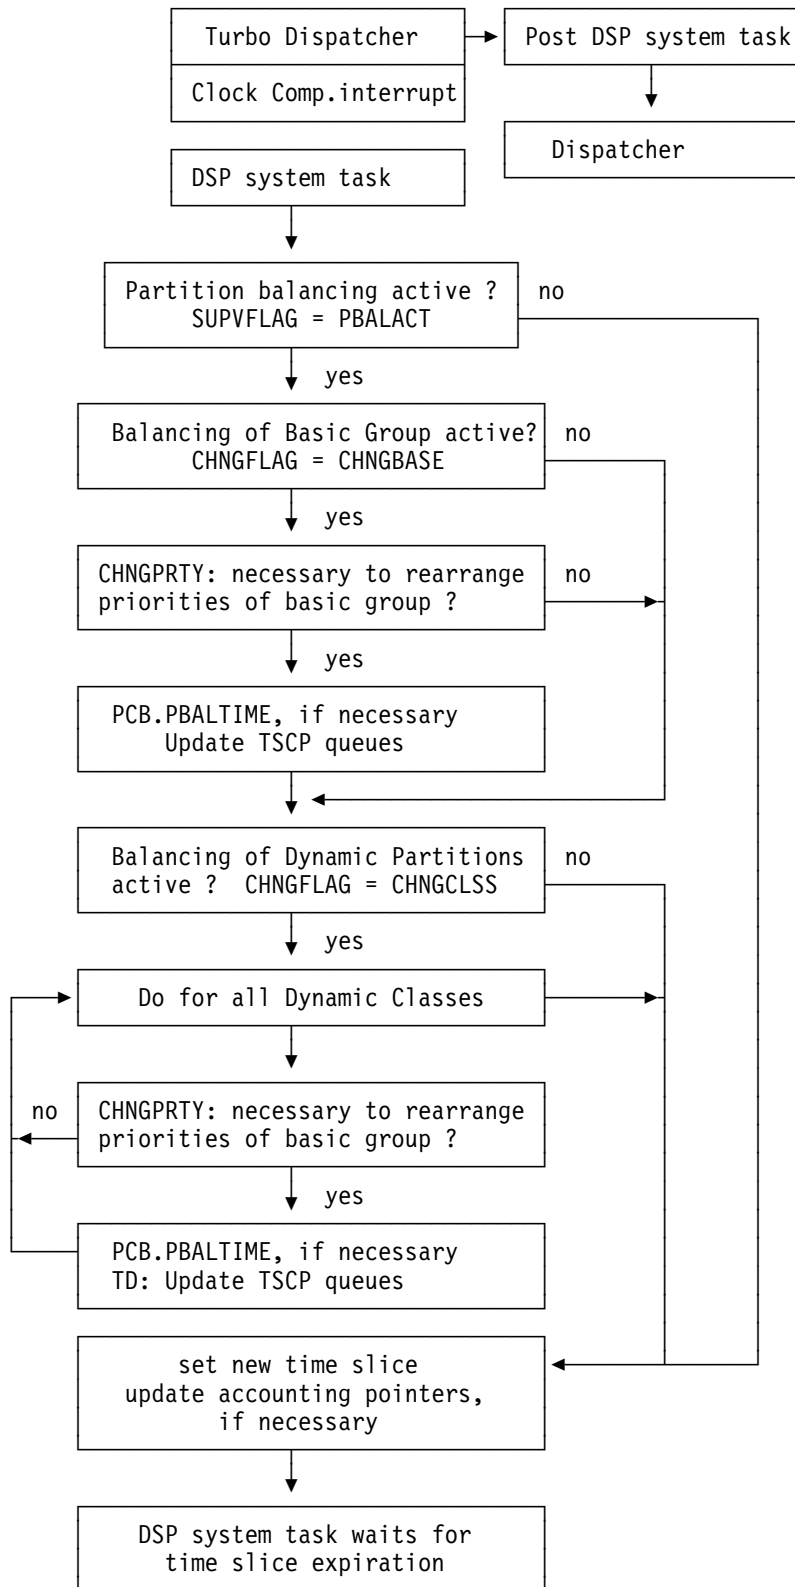 Turbo Dispatcher
Post DSP system task
Clock Comp.interrupt
Dispatcher
DSP system task
Partition balancing active ?
no
SUPVFLAG = PBALACT
yes
Balancing of Basic Group active?
no
CHNGFLAG = CHNGBASE
yes
CHNGPRTY: necessary to rearrange
no
priorities of basic group ?
yes
PCB.PBALTIME, if necessary
Update TSCP queues
Balancing of Dynamic Partitions
no
active ? CHNGFLAG = CHNGCLSS
yes
Do for all Dynamic Classes
no
CHNGPRTY: necessary to rearrange
priorities of basic group ?
yes
PCB.PBALTIME, if necessary
TD: Update TSCP queues
set new time slice
update accounting pointers,
if necessary
DSP system task waits for
time slice expiration